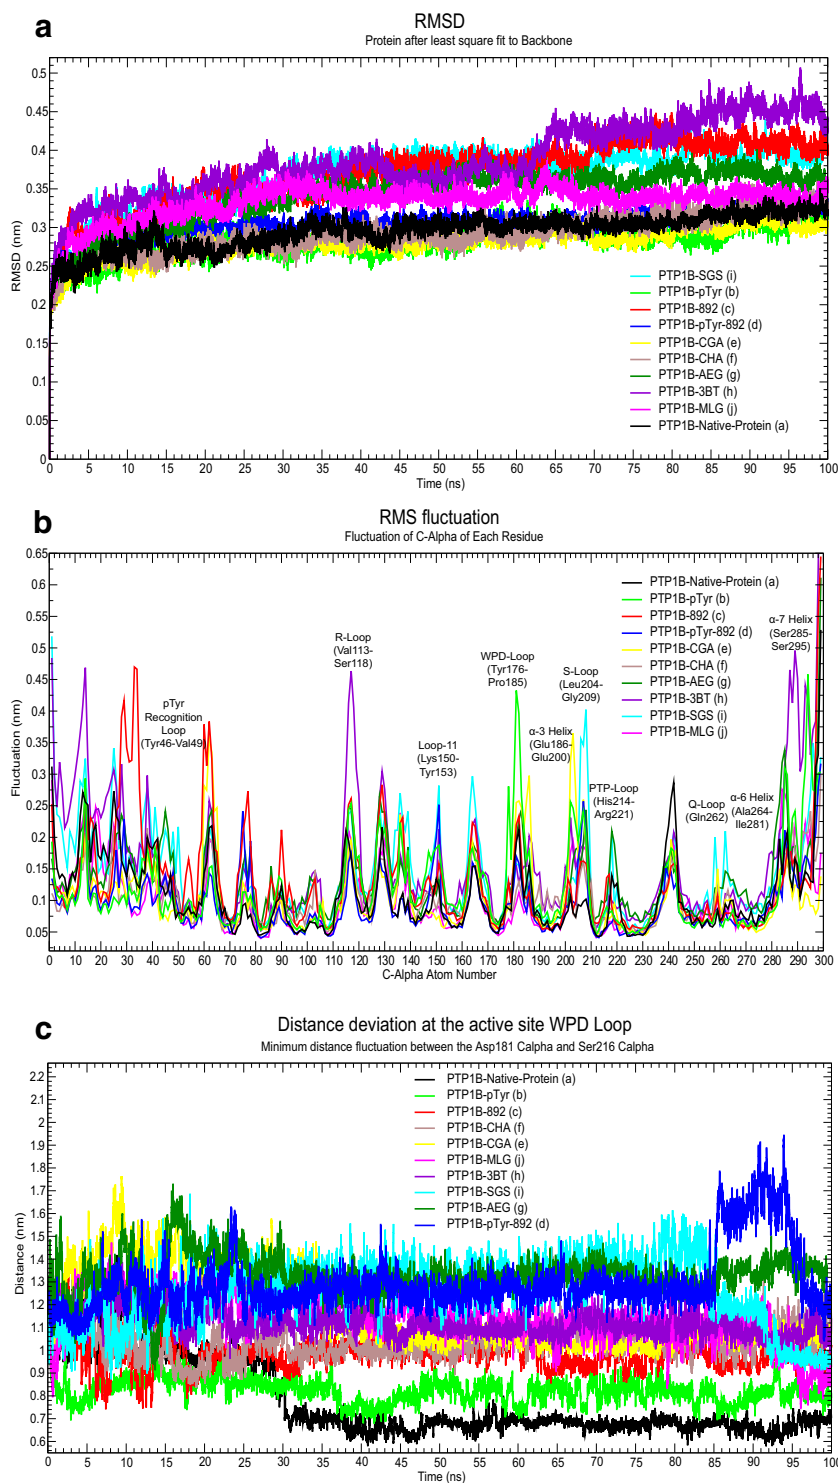 a
RMSD
Protein after least square fit to Backbone
0.5
0.45
0.4
0.35
0.3
0.25
0.2
0.15
0.1
0.05
0
RMSD (nm)
PTP1B-SGS (i)
PTP1B-pTyr (b)
PTP1B-892 (c)
PTP1B-pTyr-892 (d)
PTP1B-CGA (e)
PTP1B-CHA (f)
PTP1B-AEG (g)
PTP1B-3BT (h)
PTP1B-MLG (j)
PTP1B-Native-Protein (a)
0 5 10 15 20 25 30 35 40 45 50 55 60 65 70 75 80 85 90 95 100
Time (ns)
b
RMS fluctuation
Fluctuation of C-Alpha of Each Residue
0.65
0.6
0.55
0.5
0.45
0.4
0.35
0.3
0.25
0.2
0.15
0.1
0.05
Fluctuation (nm)
PTP1B-Native-Protein (a)
PTP1B-pTyr (b)
PTP1B-892 (c)
PTP1B-pTyr-892 (d)
PTP1B-CGA (e)
PTP1B-CHA (f)
PTP1B-AEG (g)
PTP1B-3BT (h)
PTP1B-SGS (i)
PTP1B-MLG (j)
pTyr
Recognition
Loop
(Tyr46-Val49)
R-Loop
(Val113-
Ser118)
Loop-11
(Lys150-
Tyr153)
WPD-Loop
(Tyr176-
Pro185)
α-3 Helix
(Glu186-
Glu200)
S-Loop
(Leu204-
Gly209)
PTP-Loop
(His214-
Arg221)
Q-Loop
(Gln262)
α-6 Helix
(Ala264-
Ile281)
α-7 Helix
(Ser285-
Ser295)
0 10 20 30 40 50 60 70 80 90 100 110 120 130 140 150 160 170 180 190 200 210 220 230 240 250 260 270 280 290 300
C-Alpha Atom Number
c
Distance deviation at the active site WPD Loop
Minimum distance fluctuation between the Asp181 Calpha and Ser216 Calpha
2.2
2.1
2
1.9
1.8
1.7
1.6
1.5
1.4
1.3
1.2
1.1
1
0.9
0.8
0.7
0.6
Distance (nm)
PTP1B-Native-Protein (a)
PTP1B-pTyr (b)
PTP1B-892 (c)
PTP1B-CHA (f)
PTP1B-CGA (e)
PTP1B-MLG (j)
PTP1B-3BT (h)
PTP1B-SGS (i)
PTP1B-AEG (g)
PTP1B-pTyr-892 (d)
0 5 10 15 20 25 30 35 40 45 50 55 60 65 70 75 80 85 90 95 100
Time (ns)